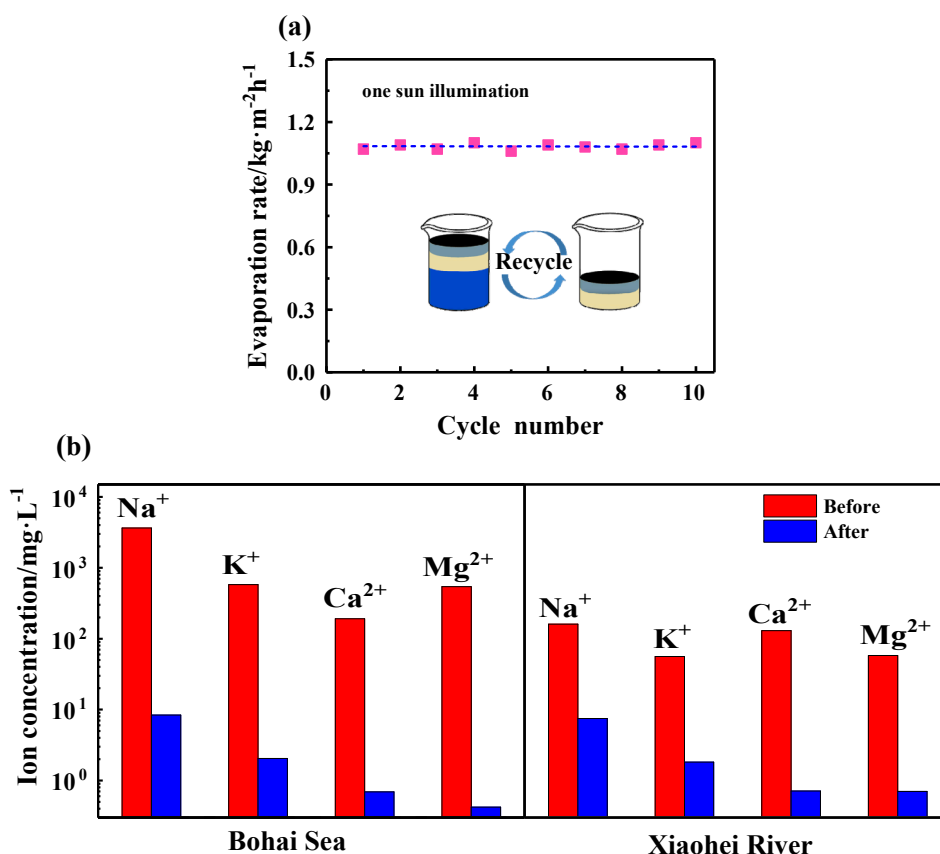 (a)
one sun illumination
Evaporation rate/kg·m⁻²h⁻¹
1.5
1.2
0.9
0.6
0.3
0.0
Recycle
0 2 4 6 8 10
Cycle number
(b)
Ion concentration/mg·L⁻¹
10⁴
10³
10²
10¹
10⁰
Na⁺
K⁺
Ca²⁺
Mg²⁺
Na⁺
K⁺
Ca²⁺
Mg²⁺
Before
After
Bohai Sea
Xiaohei River